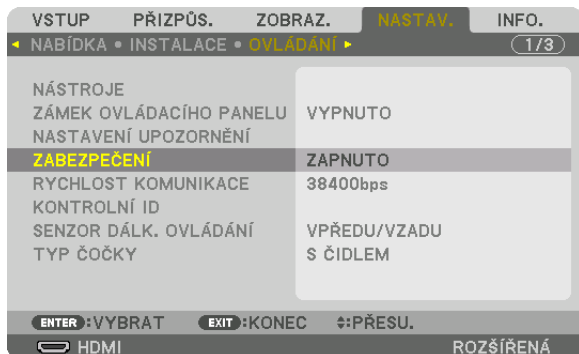 VSTUP PŘIZPŮS. ZOBRAZ. NASTAV. INFO.
NABÍDKA • INSTALACE • OVLÁDÁNÍ 1/3
NÁSTROJE
ZÁMEK OVLÁDACÍHO PANELU VYPNUTO
NASTAVENÍ UPOZORNĚNÍ
ZABEZPEČENÍ ZAPNUTO
RYCHLOST KOMUNIKACE 38400bps
KONTROLNÍ ID
SENZOR DÁLK. OVLÁDÁNÍ VPŘEDU/VZADU
TYP ČOČKY S ČIDLEM
ENTER :VYBRAT EXIT :KONEC :PŘESU.
HDMI ROZŠÍŘENÁ